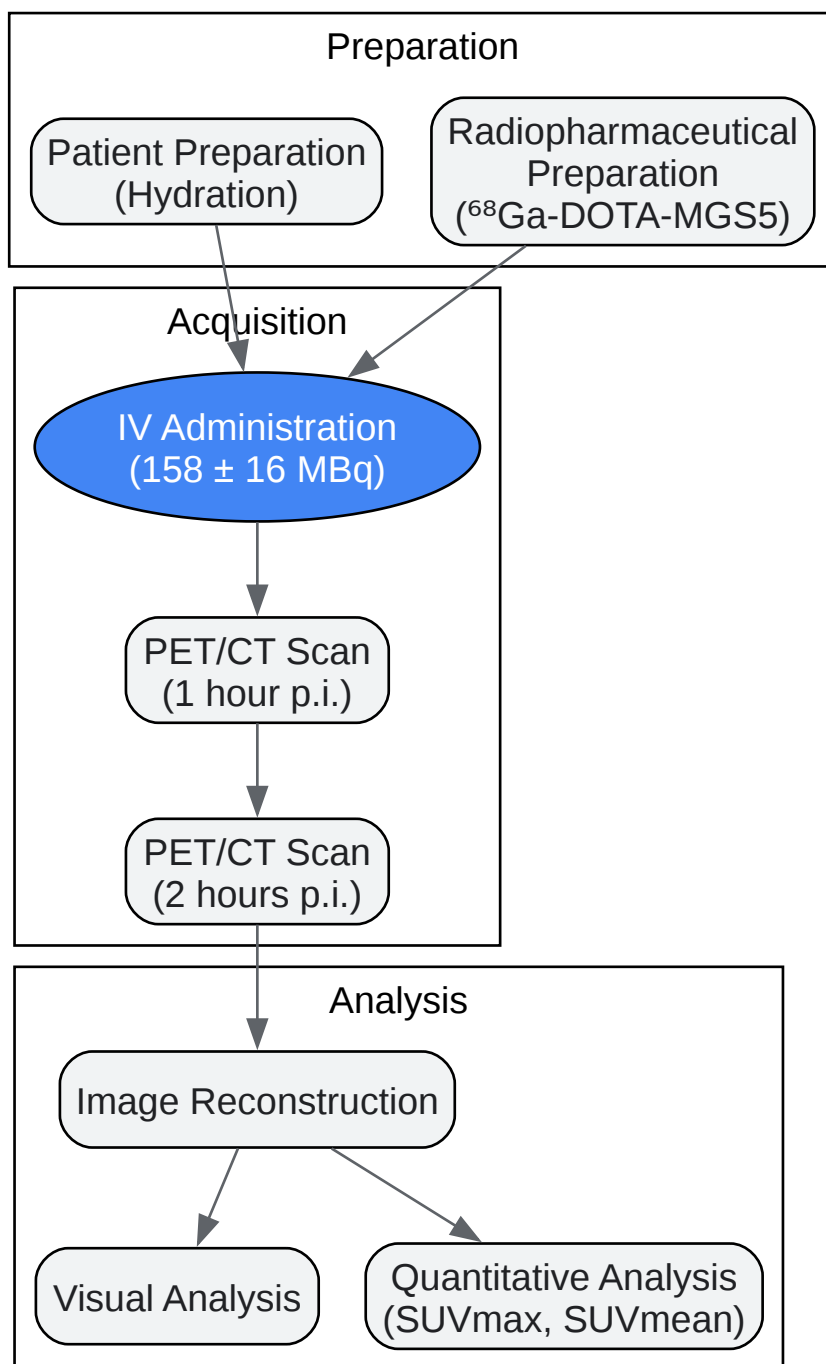 Preparation
Patient Preparation
(Hydration)
Radiopharmaceutical
Preparation
(⁶⁸Ga-DOTA-MGS5)
Acquisition
IV Administration
(158 ± 16 MBq)
PET/CT Scan
(1 hour p.i.)
PET/CT Scan
(2 hours p.i.)
Analysis
Image Reconstruction
Visual Analysis
Quantitative Analysis
(SUVmax, SUVmean)